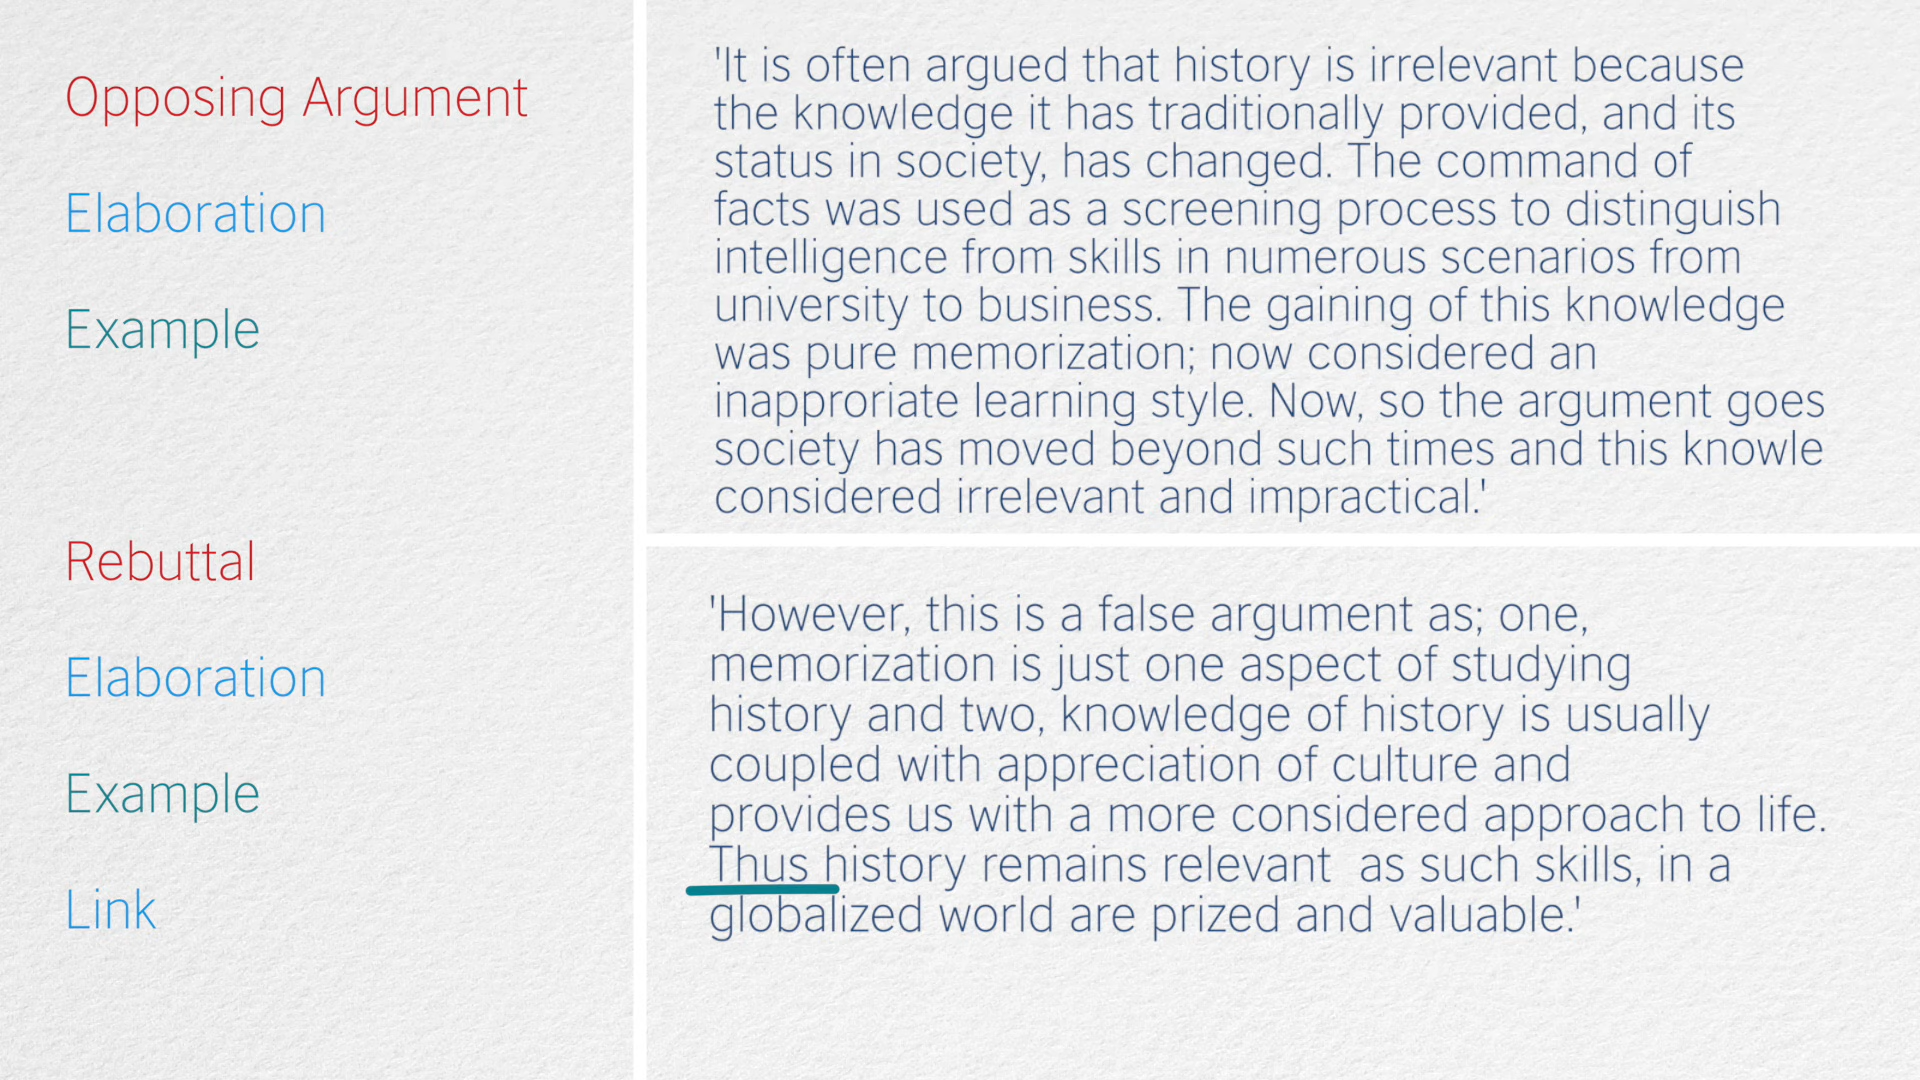 Opposing Argument
Elaboration
Example
Rebuttal
Elaboration
Example
Link
'It is often argued that history is irrelevant because
the knowledge it has traditionally provided, and its
status in society, has changed. The command of
facts was used as a screening process to distinguish
intelligence from skills in numerous scenarios from
university to business. The gaining of this knowledge
was pure memorization; now considered an
inapproriate learning style. Now, so the argument goes
society has moved beyond such times and this knowle
considered irrelevant and impractical.'
'However, this is a false argument as; one,
memorization is just one aspect of studying
history and two, knowledge of history is usually
coupled with appreciation of culture and
provides us with a more considered approach to life.
Thus history remains relevant  as such skills, in a
globalized world are prized and valuable.'